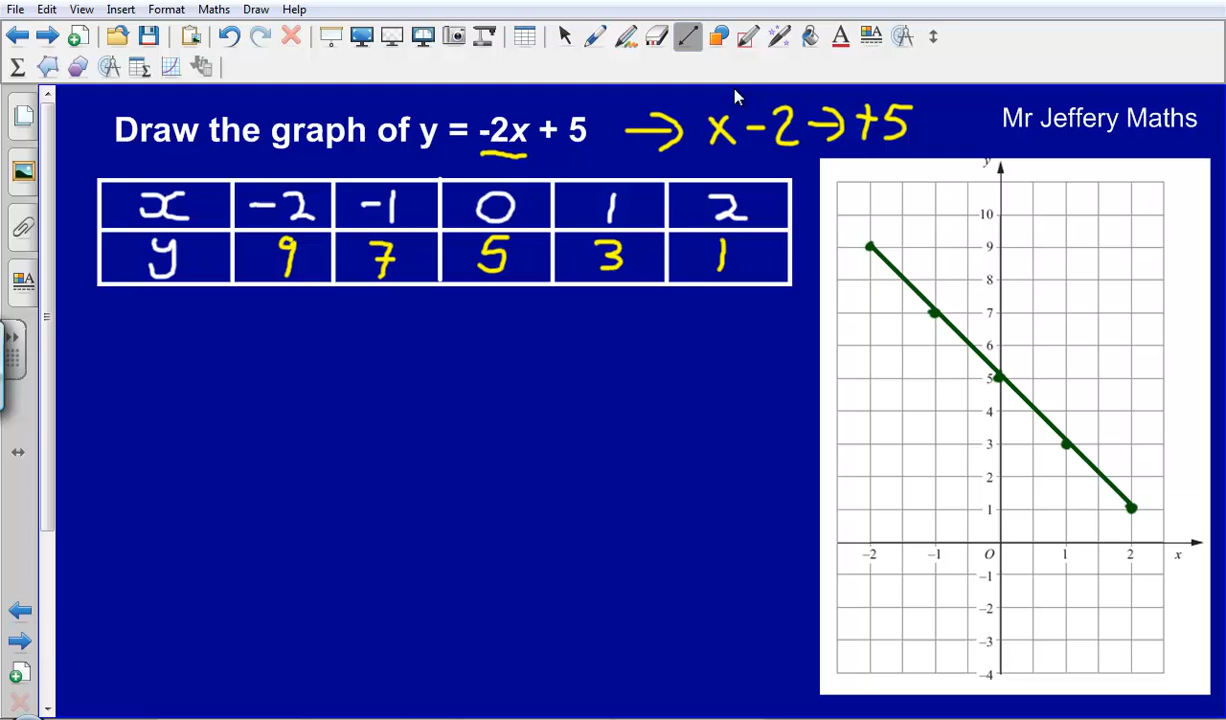 File Edit View Insert Format Maths Draw Help
Draw the graph of y = -2x + 5 → x -2 → +5
Mr Jeffery Maths
x -2 -1 0 1 2
y 9 7 5 3 1
y
10
9
8
7
6
5
4
3
2
1
-2 -1 O 1 2 x
-1
-2
-3
-4